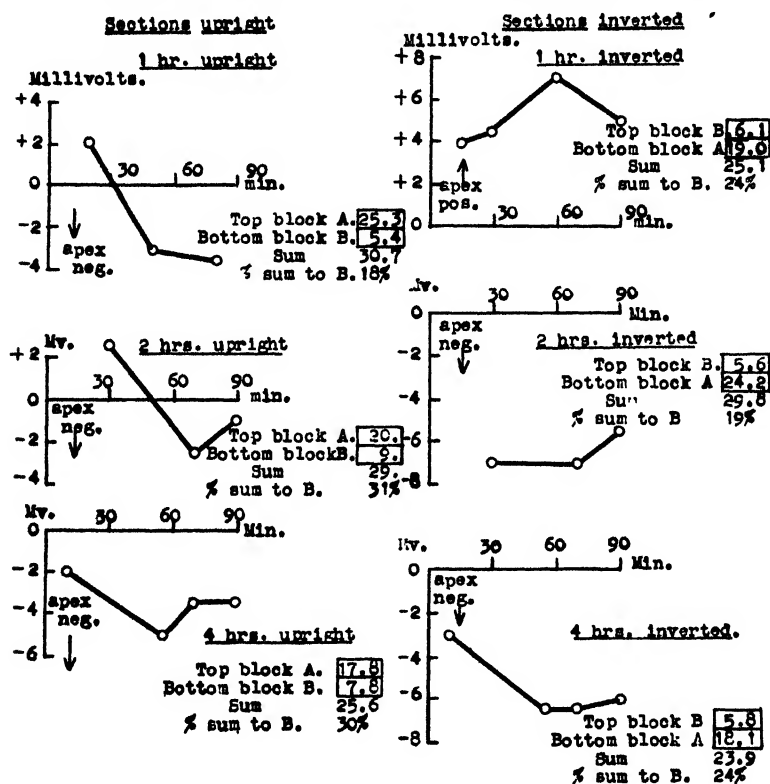 Sections upright
1 hr. upright
Millivolts.
+4
+2
0
-2
-4
30
60
90
min.
apex
neg.
Top block A. 25.3
Bottom block B. 5.4
Sum 30.7
% sum to B. 18%
Mv.
+2
0
-2
-4
2 hrs. upright
30
60
90
min.
apex
neg.
Top block A. 20.
Bottom block B. 9.
Sum 29.
% sum to B. 31%
Mv.
0
-2
-4
-6
30
60
90
Min.
apex
neg.
4 hrs. upright
Top block A. 17.8
Bottom block B. 7.8
Sum 25.6
% sum to B. 30%
Sections inverted
Millivolts.
1 hr. inverted
+8
+6
+4
+2
0
apex
pos.
30
60
90
min.
Top block B. 6.1
Bottom block A 19.0
Sum 25.1
% sum to B. 24%
Mv.
0
-2
-4
-6
-8
30
60
90
Min.
apex
neg.
2 hrs. inverted
Top block B. 5.6
Bottom block A 24.2
Sum 29.8
% sum to B 19%
Mv.
0
-2
-4
-6
-8
30
60
90
Min.
apex
neg.
4 hrs. inverted.
Top block B 5.8
Bottom block A 18.1
Sum 23.9
% sum to B. 24%